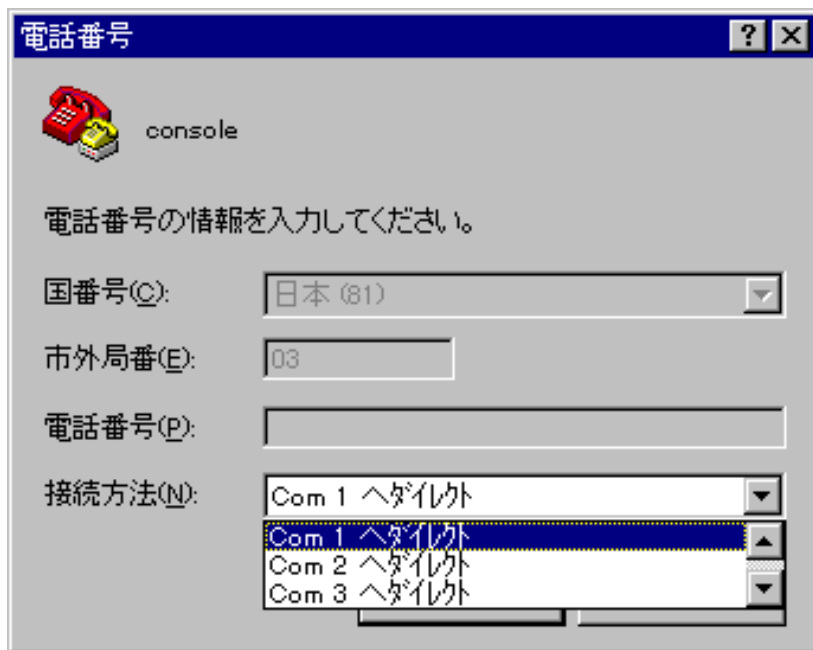 電話番号
console
電話番号の情報を入力してください。
国番号(C): 日本 (81)
市外局番(E): 03
電話番号(P):
接続方法(N): Com 1 へダイレクト
Com 1 へダイレクト
Com 2 へダイレクト
Com 3 へダイレクト